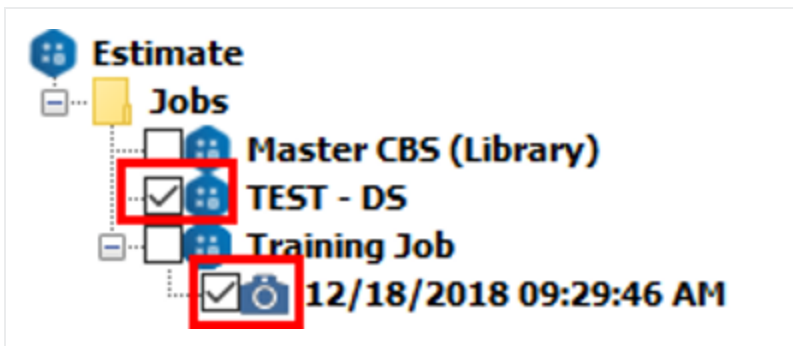 Estimate
Jobs
Master CBS (Library)
TEST - DS
Training Job
12/18/2018 09:29:46 AM